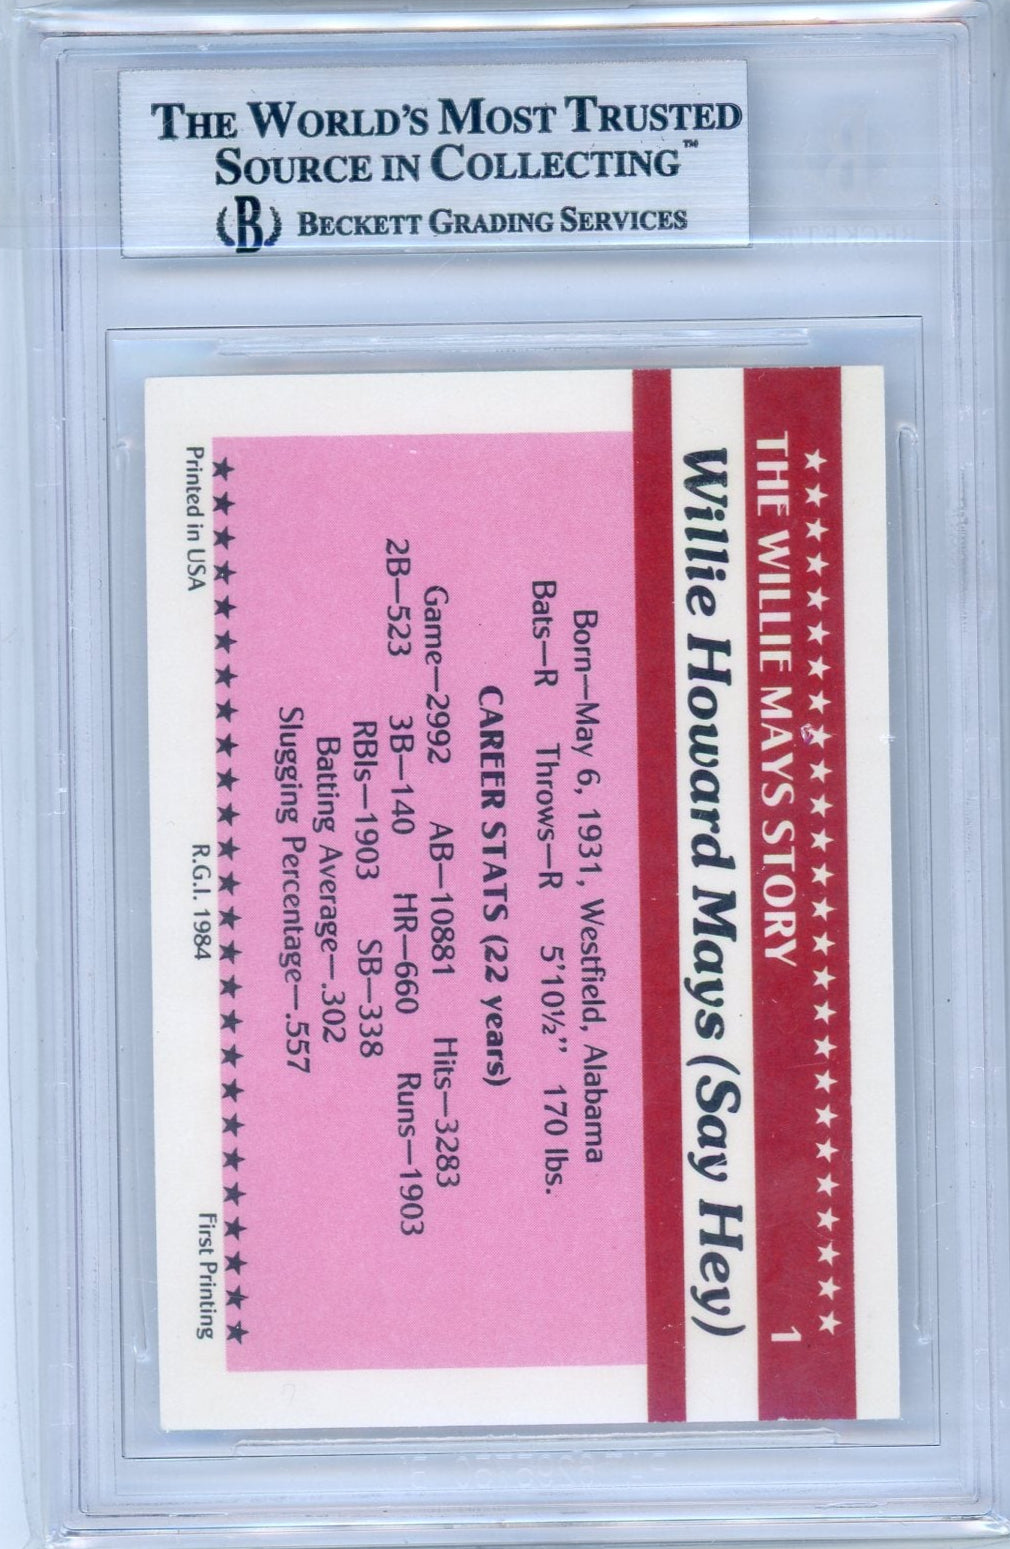 THE WORLD'S MOST TRUSTED
SOURCE IN COLLECTING™
B BECKETT GRADING SERVICES
THE WILLIE MAYS STORY 1
Willie Howard Mays (Say Hey)
Born—May 6, 1931, Westfield, Alabama
Bats—R Throws—R 5'10½” 170 lbs.
CAREER STATS (22 years)
Game—2992 AB—10881 Hits—3283
2B—523 3B—140 HR—660 Runs—1903
RBIs—1903 SB—338
Batting Average—.302
Slugging Percentage—.557
Printed in USA R.G.I. 1984 First Printing